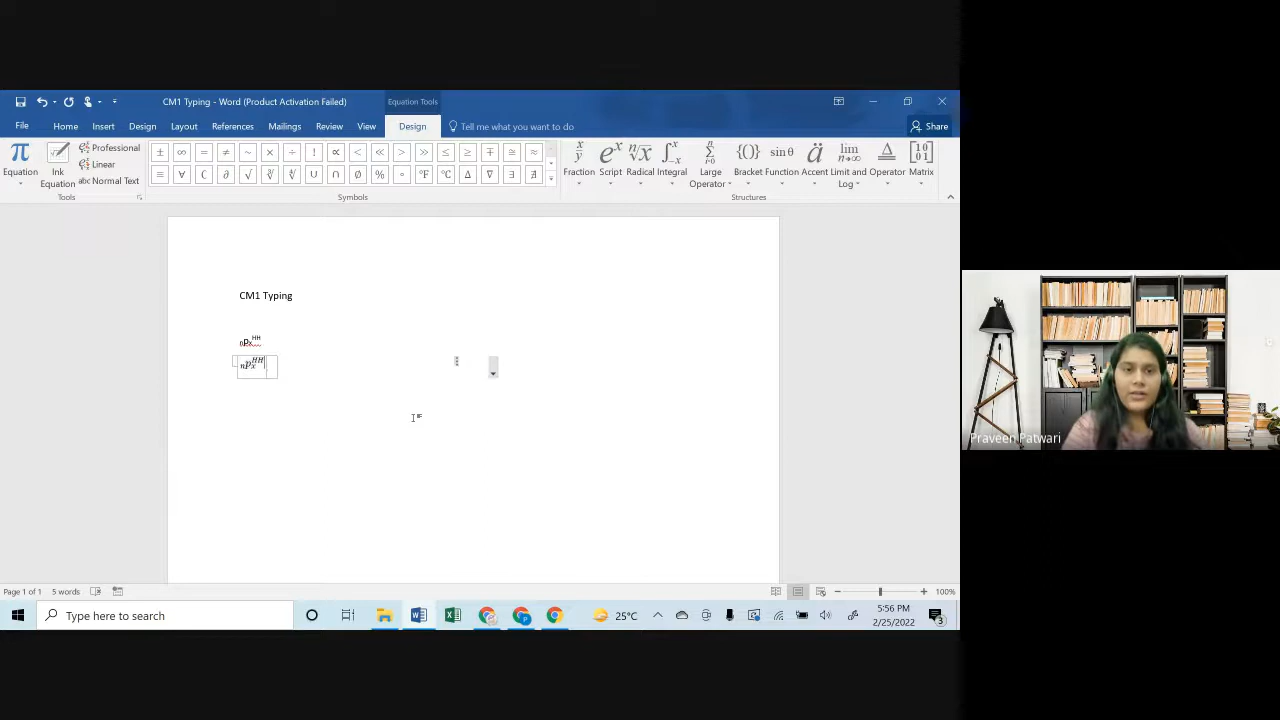 CM1 Typing - Word (Product Activation Failed)
Equation Tools
File Home Insert Design Layout References Mailings Review View Design Tell me what you want to do Share
Equation
Ink Equation
Professional
Linear
abc Normal Text
Tools
± ∞ = ≠ ~ × ÷ ! ∝ < ≪ > ≫ ≤ ≥ ∓ ≅ ≈
≡ ∀ ∁ ∂ √ ∛ ∜ ∪ ∩ ∅ % ° °F °C ∆ ∇ ∃ ∄
Symbols
Fraction
Script
Radical
Integral
Large Operator
Bracket
Function
Accent
Limit and Log
Operator
Matrix
Structures
CM1 Typing
nPxHH
nPxHH
Page 1 of 1 5 words 100%
Type here to search
25°C
5:56 PM
2/25/2022
3
Praveen Patwari